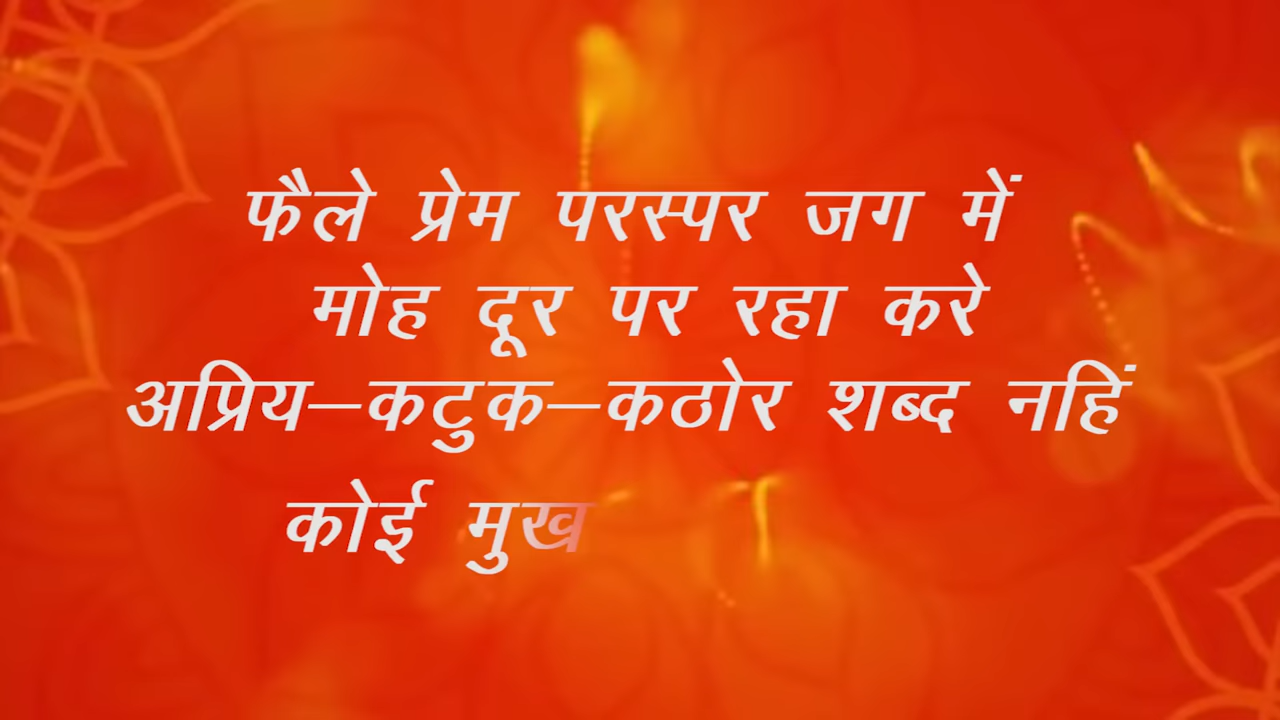 फैले प्रेम परस्पर जग में
मोह दूर पर रहा करे
अप्रिय–कटुक–कठोर शब्द नहिं
कोई मुख